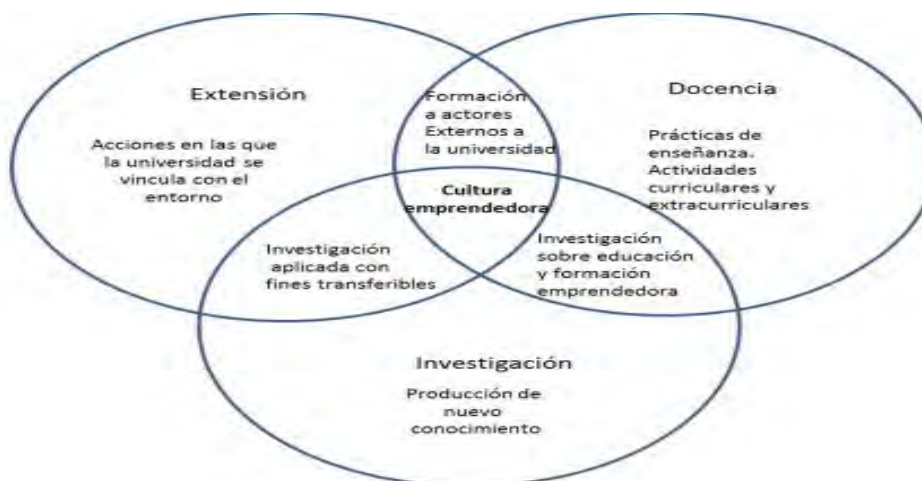 Extensión
Acciones en las que
la universidad se
vincula con el
entorno
Formación
a actores
Externos a
la universidad
Docencia
Prácticas de
enseñanza.
Actividades
curriculares y
extracurriculares
Cultura
emprendedora
Investigación
aplicada con
fines transferibles
Investigación
sobre educación
y formación
emprendedora
Investigación
Producción de
nuevo
conocimiento